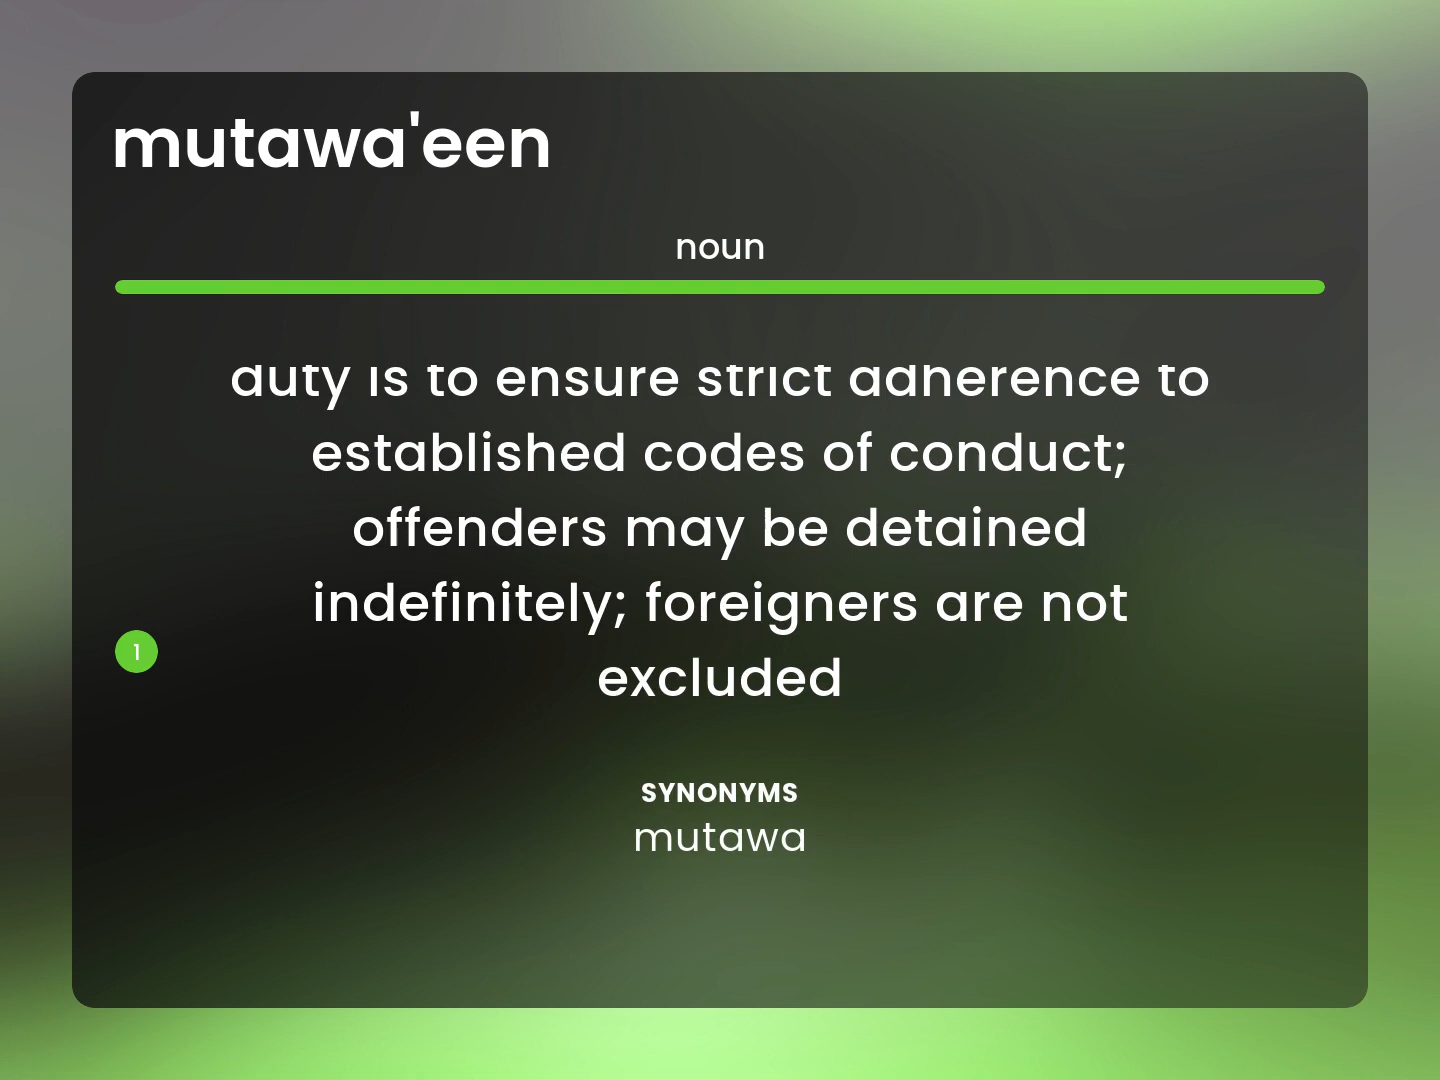 mutawa'een
noun
duty is to ensure strict adherence to
established codes of conduct;
offenders may be detained
indefinitely; foreigners are not
excluded
1
SYNONYMS
mutawa